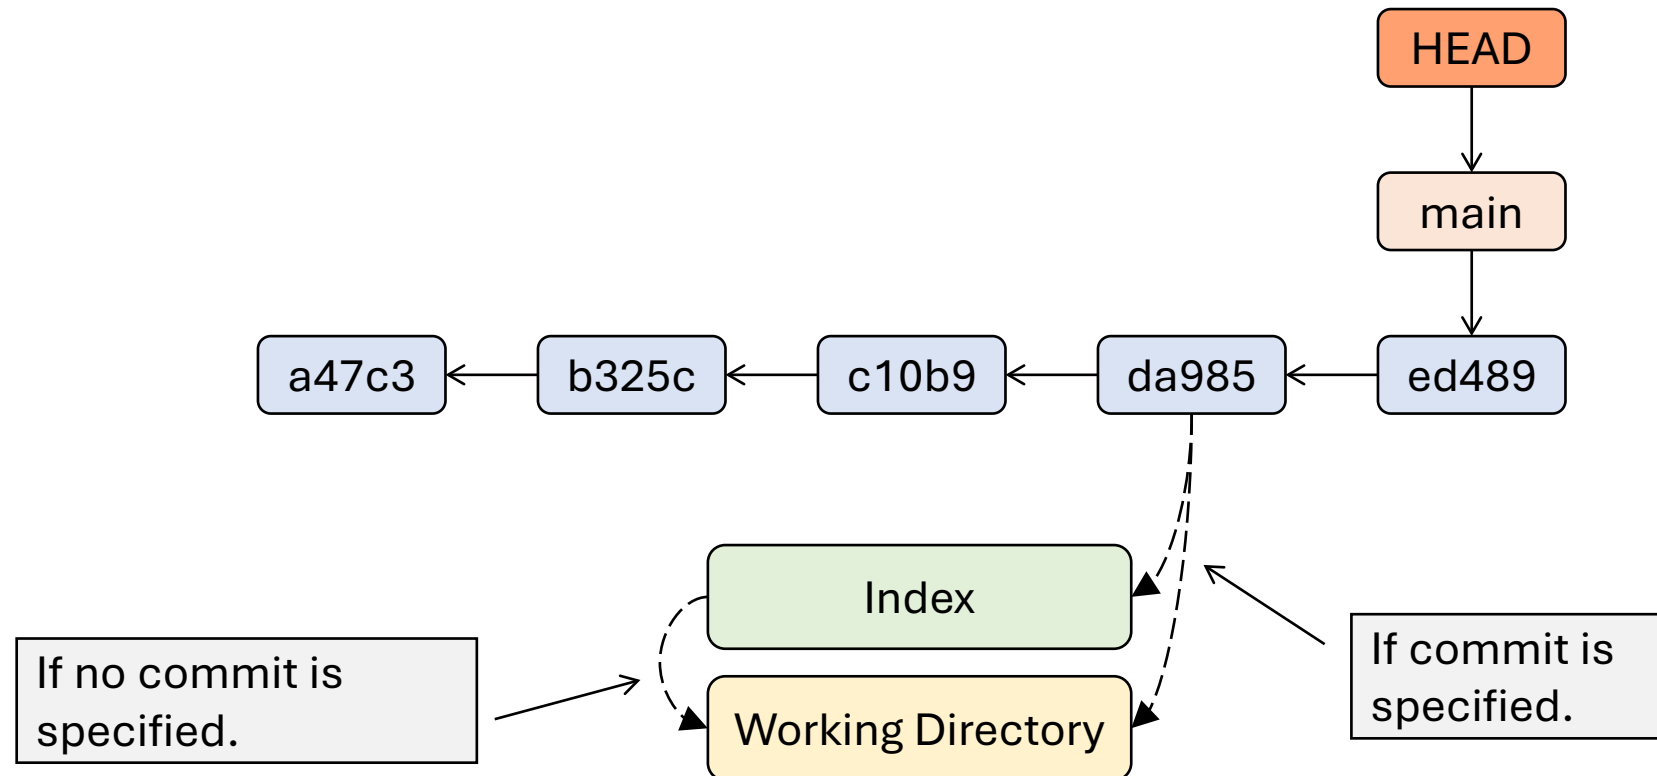 HEAD
main
a47c3
b325c
c10b9
da985
ed489
Index
If no commit is
specified.
Working Directory
If commit is
specified.